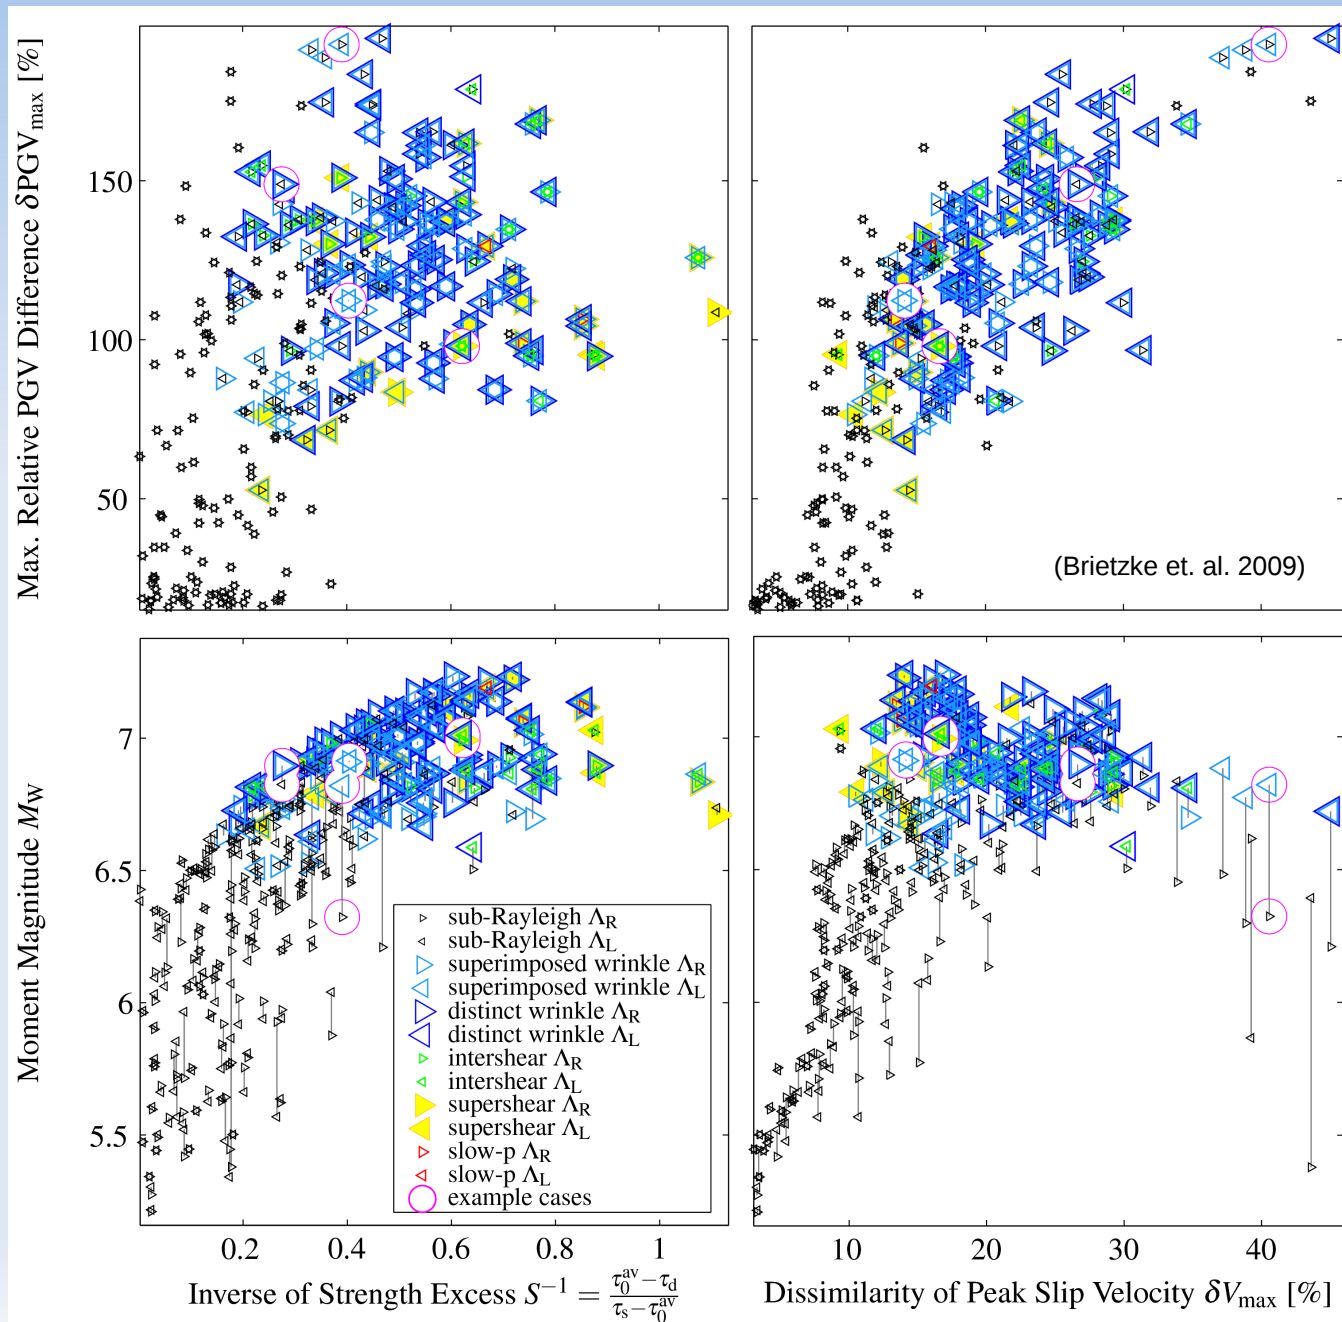 Max. Relative PGV Difference δPGVmax [%]
150
100
50
(Brietzke et. al. 2009)
Moment Magnitude MW
7
6.5
6
5.5
sub-Rayleigh ΛR
sub-Rayleigh ΛL
superimposed wrinkle ΛR
superimposed wrinkle ΛL
distinct wrinkle ΛR
distinct wrinkle ΛL
intershear ΛR
intershear ΛL
supershear ΛR
supershear ΛL
slow-p ΛR
slow-p ΛL
example cases
0.2 0.4 0.6 0.8 1
10 20 30 40
Inverse of Strength Excess S⁻¹ = (τ0av − τd)/(τs − τ0av)
Dissimilarity of Peak Slip Velocity δVmax [%]